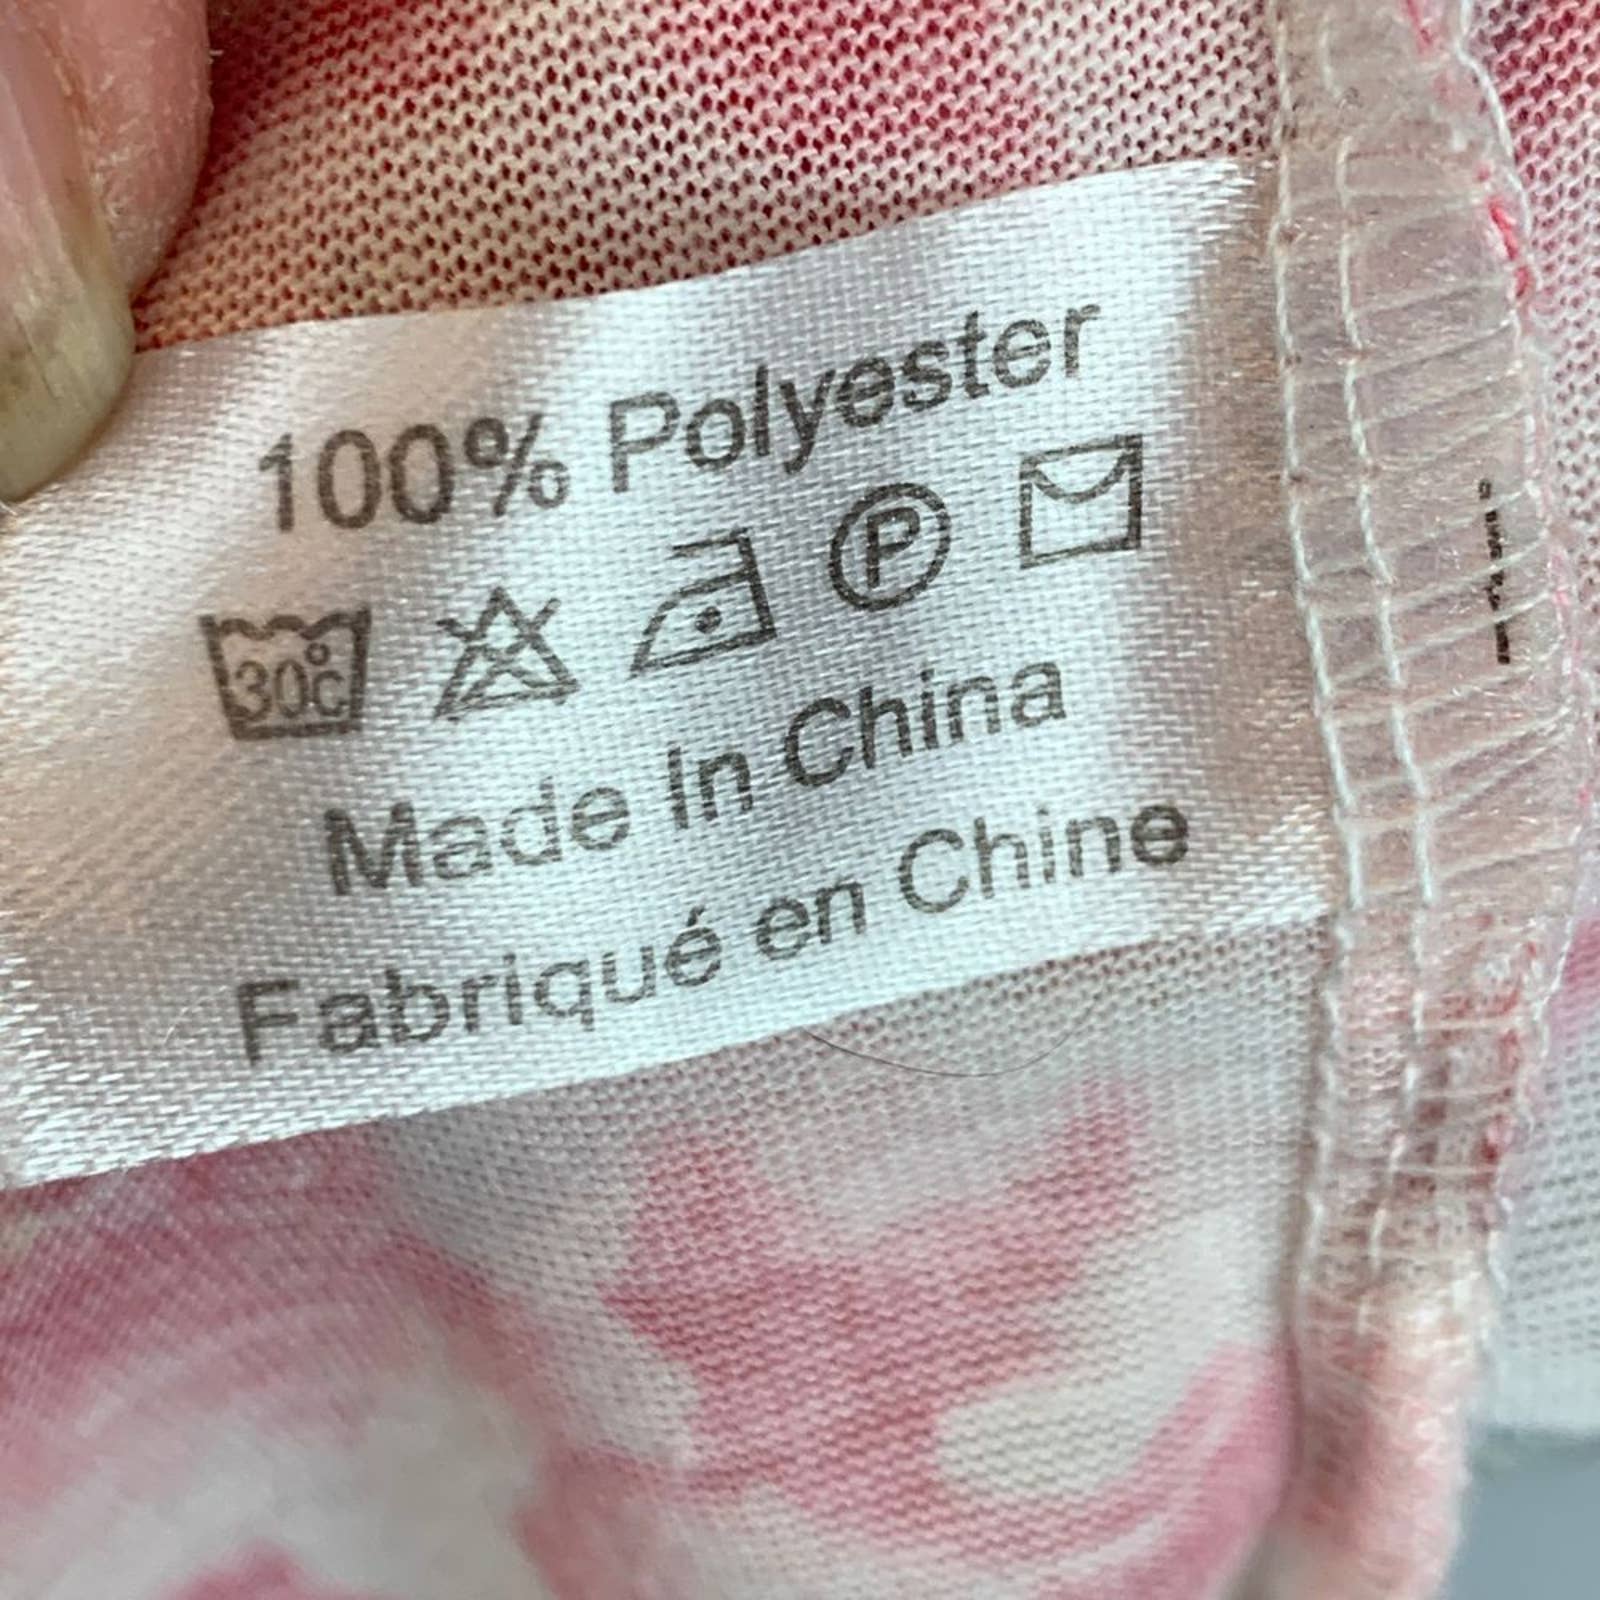 100% Polyester
30°C P
Made In China
Fabriqué en Chine